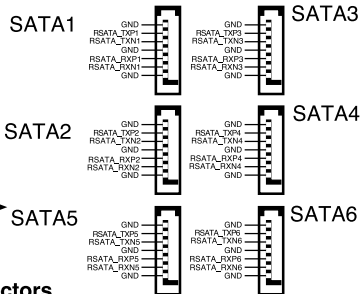 SATA1
GND
RSATA_TXP1
RSATA_TXN1
GND
RSATA_RXP1
RSATA_RXN1
GND
SATA3
GND
RSATA_TXP3
RSATA_TXN3
GND
RSATA_RXP3
RSATA_RXN3
GND
SATA2
GND
RSATA_TXP2
RSATA_TXN2
GND
RSATA_RXP2
RSATA_RXN2
GND
SATA4
GND
RSATA_TXP4
RSATA_TXN4
GND
RSATA_RXP4
RSATA_RXN4
GND
SATA5
GND
RSATA_TXP5
RSATA_TXN5
GND
RSATA_RXP5
RSATA_RXN5
GND
SATA6
GND
RSATA_TXP6
RSATA_TXN6
GND
RSATA_RXP6
RSATA_RXN6
GND
ctors